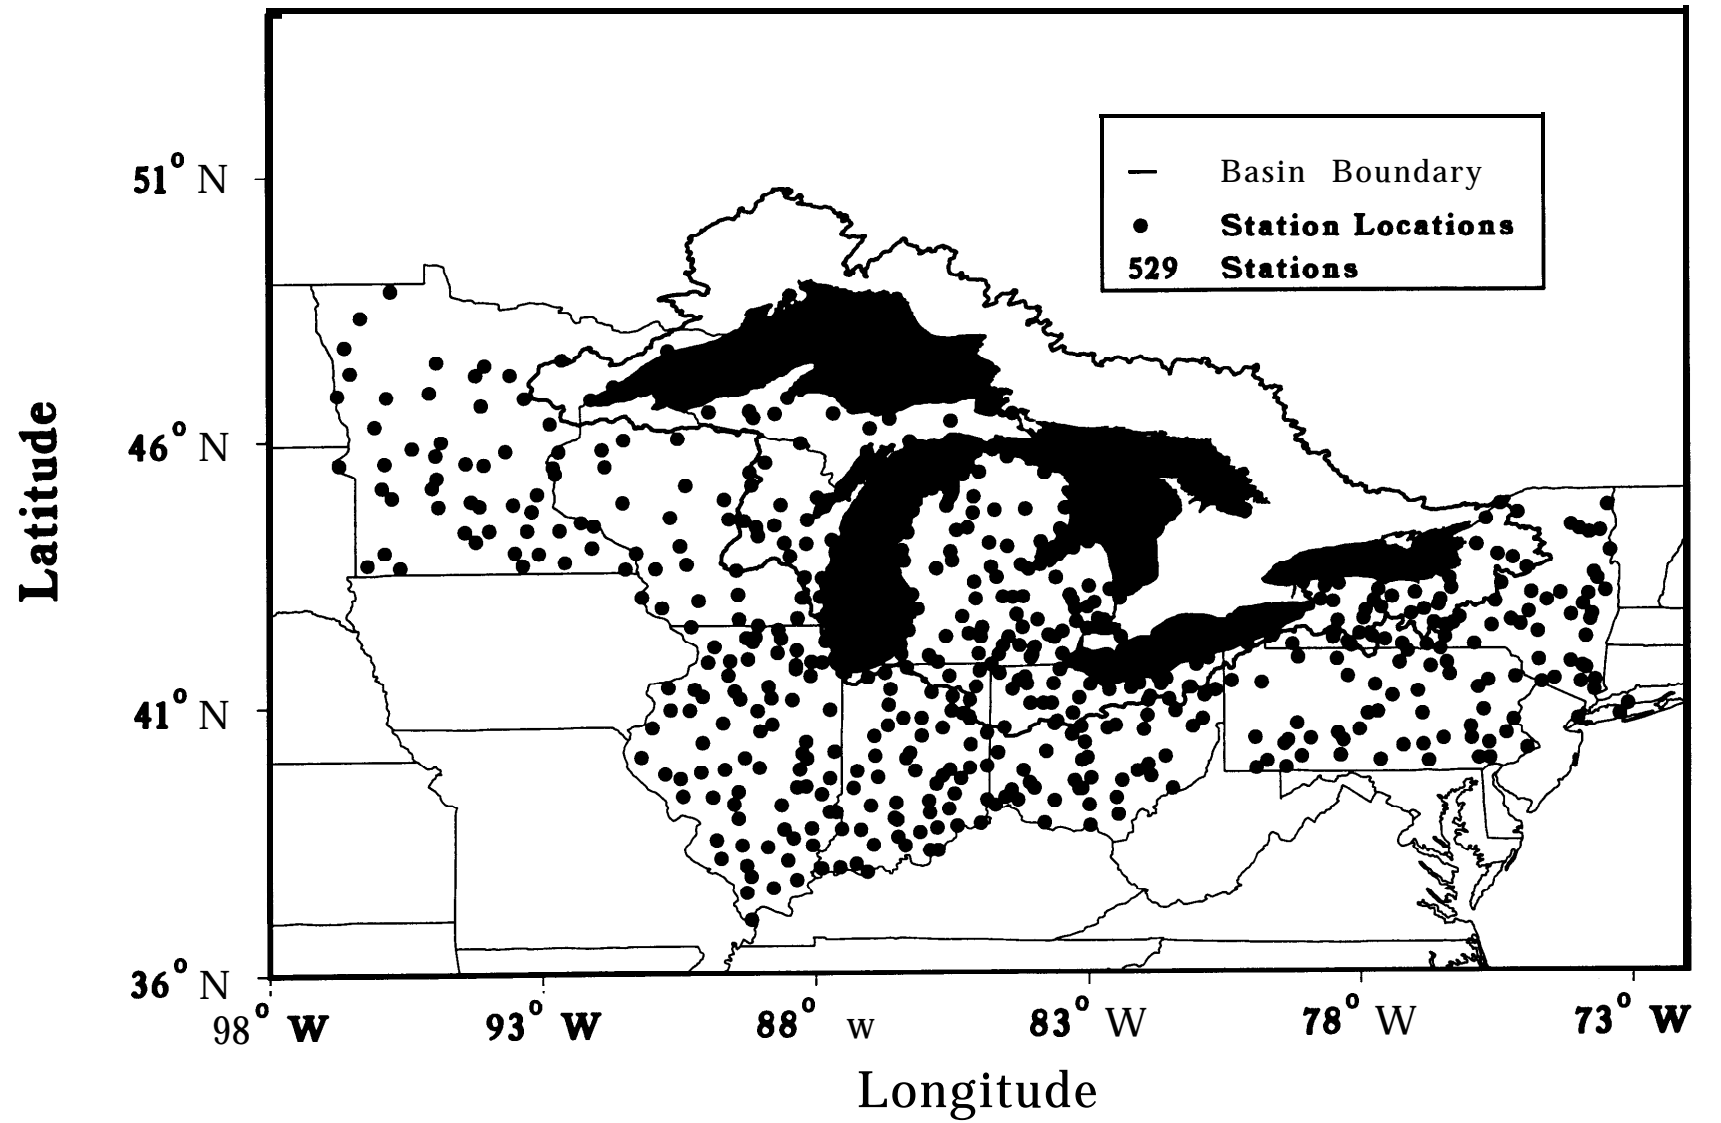 Basin Boundary
Station Locations
529 Stations
Latitude
51° N
46° N
41° N
36° N
98° W 93° W 88° w 83° W 78° W 73° W
Longitude